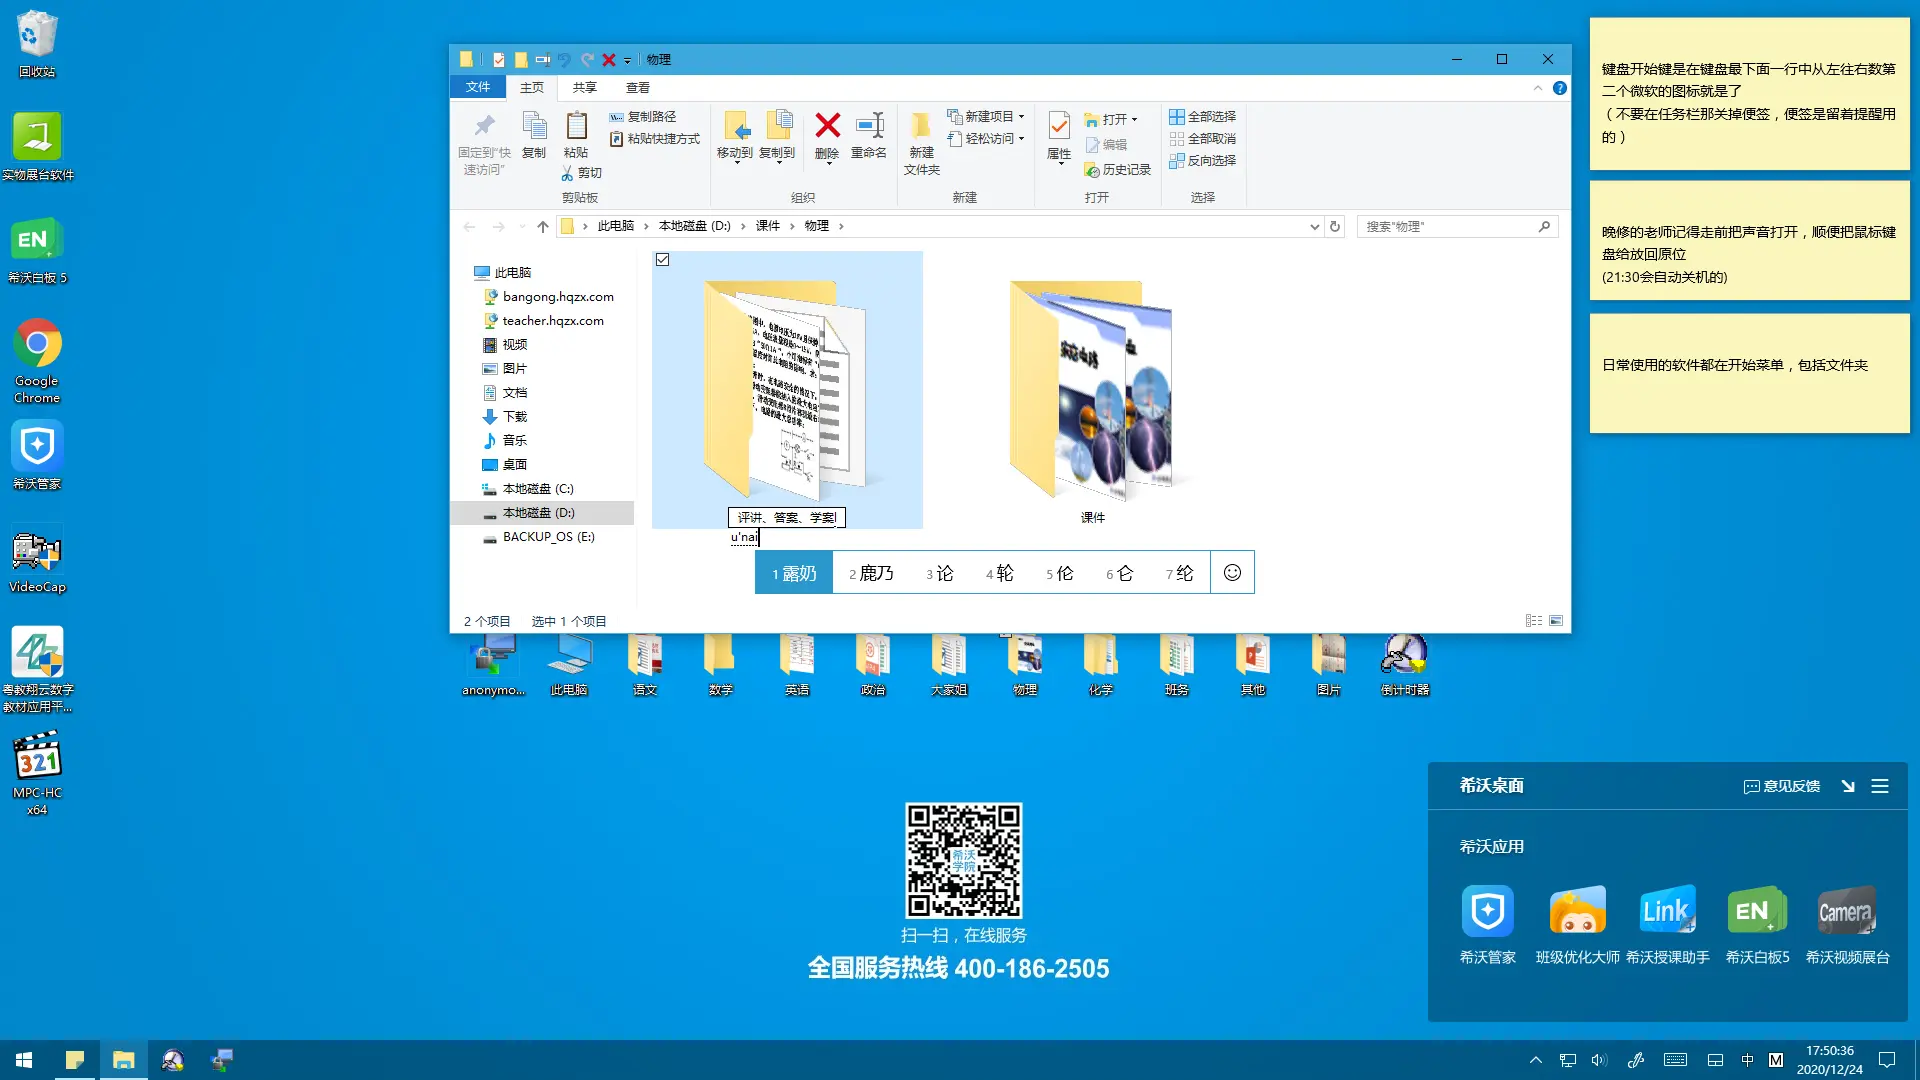 回收站
实物展台软件
EN
希沃白板 5
Google
Chrome
希沃管家
VideoCap
粤教翔云数字
教材应用平...
321
MPC-HC
x64
物理
文件
主页
共享
查看
固定到"快
速访问"
复制
粘贴
复制路径
粘贴快捷方式
剪切
剪贴板
移动到
复制到
删除
重命名
组织
新建
文件夹
新建项目
轻松访问
新建
属性
打开
编辑
历史记录
打开
全部选择
全部取消
反向选择
选择
此电脑 › 本地磁盘 (D:) › 课件 › 物理 ›
搜索"物理"
此电脑
bangong.hqzx.com
teacher.hqzx.com
视频
图片
文档
下载
音乐
桌面
本地磁盘 (C:)
本地磁盘 (D:)
BACKUP_OS (E:)
评讲、答案、学案
课件
u'nai
1 露奶 2 鹿乃 3 论 4 轮 5 伦 6 仑 7 纶
2 个项目 选中 1 个项目
anonymo...
此电脑
语文
数学
英语
政治
大家姐
物理
化学
班务
其他
图片
倒计时器
键盘开始键是在键盘最下面一行中从左往右数第
二个微软的图标就是了
（不要在任务栏那关掉便签，便签是留着提醒用
的）
晚修的老师记得走前把声音打开，顺便把鼠标键
盘给放回原位
(21:30会自动关机的)
日常使用的软件都在开始菜单，包括文件夹
希沃
学院
扫一扫，在线服务
全国服务热线 400-186-2505
希沃桌面
意见反馈
希沃应用
Link
EN
Camera
希沃管家
班级优化大师
希沃授课助手
希沃白板5
希沃视频展台
中
M
17:50:36
2020/12/24